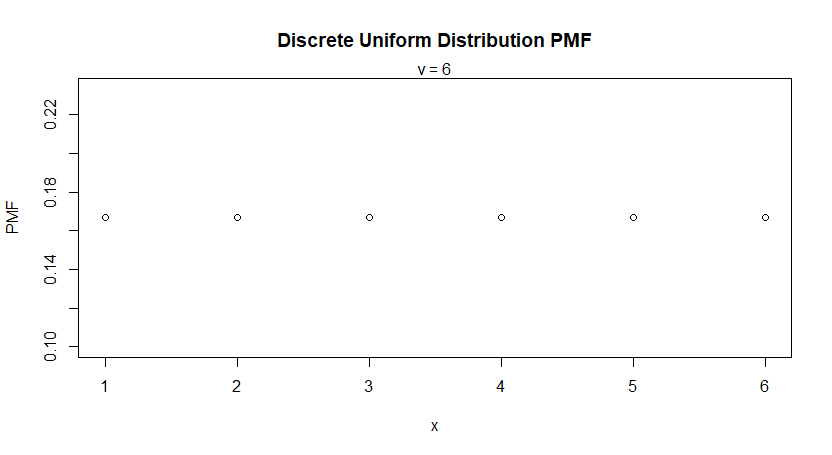 Discrete Uniform Distribution PMF
v = 6
PMF
0.22
0.18
0.14
0.10
1 2 3 4 5 6
x